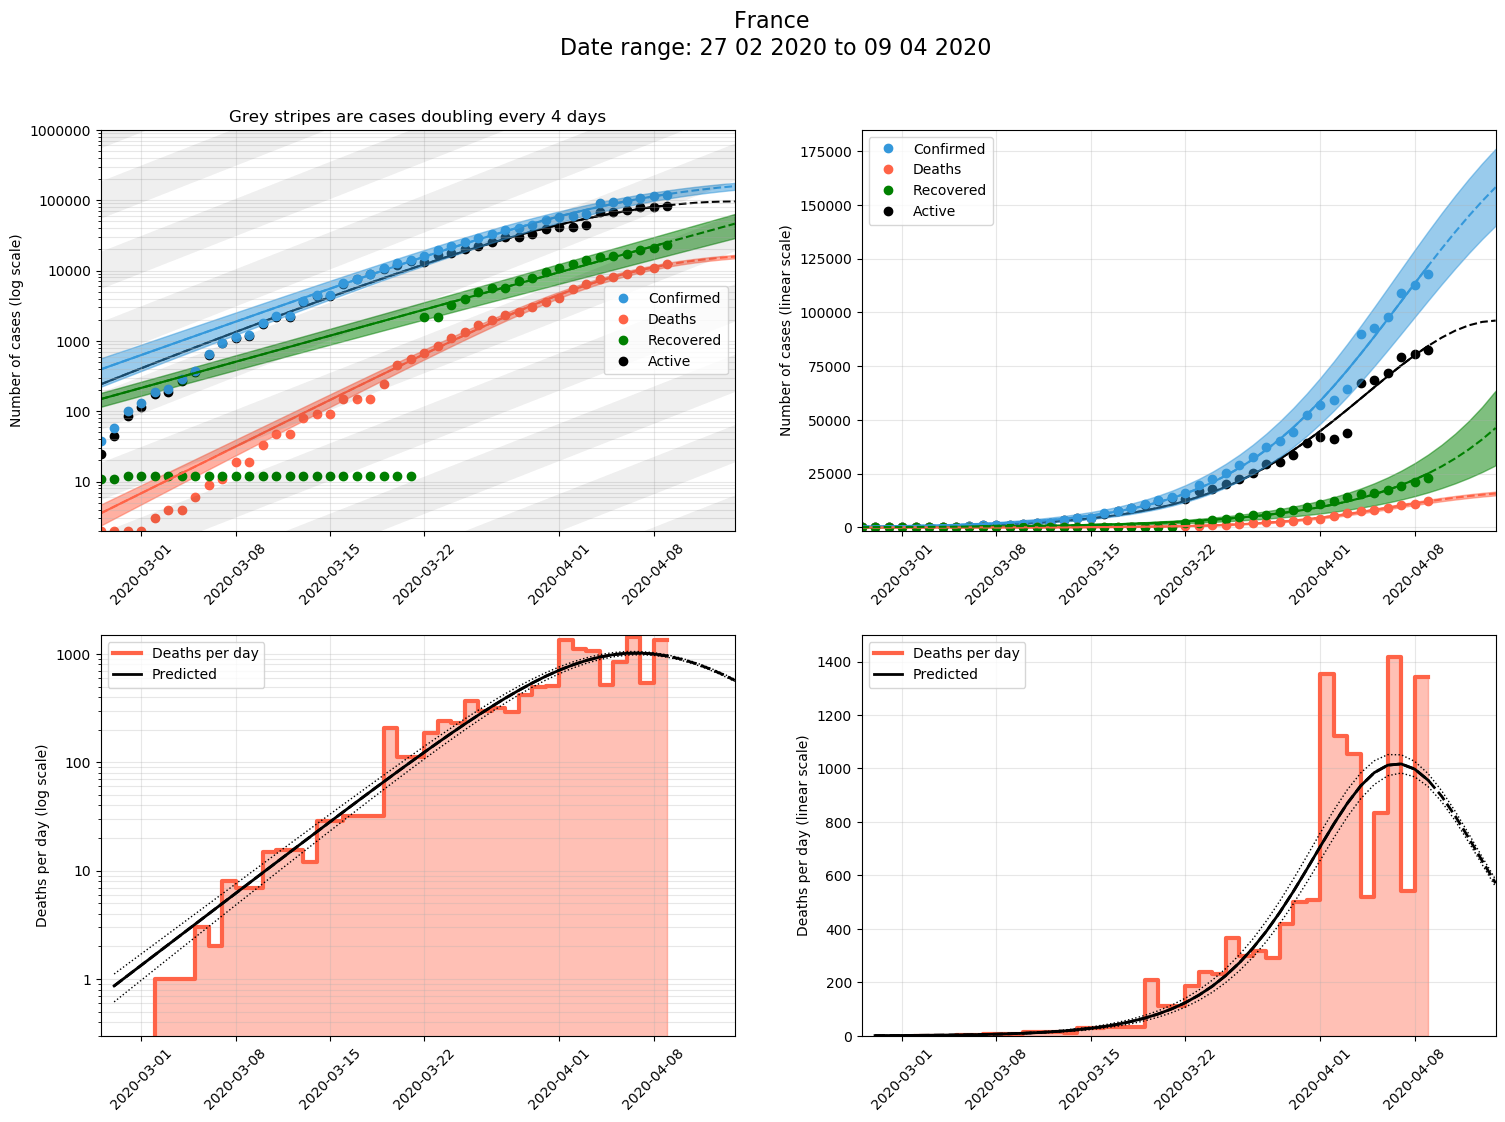 France
Date range: 27 02 2020 to 09 04 2020
Grey stripes are cases doubling every 4 days
Number of cases (log scale)
1000000
100000
10000
1000
100
10
Confirmed
Deaths
Recovered
Active
2020-03-01
2020-03-08
2020-03-15
2020-03-22
2020-04-01
2020-04-08
Number of cases (linear scale)
175000
150000
125000
100000
75000
50000
25000
0
Confirmed
Deaths
Recovered
Active
2020-03-01
2020-03-08
2020-03-15
2020-03-22
2020-04-01
2020-04-08
Deaths per day (log scale)
1000
100
10
1
Deaths per day
Predicted
2020-03-01
2020-03-08
2020-03-15
2020-03-22
2020-04-01
2020-04-08
Deaths per day (linear scale)
1400
1200
1000
800
600
400
200
0
Deaths per day
Predicted
2020-03-01
2020-03-08
2020-03-15
2020-03-22
2020-04-01
2020-04-08